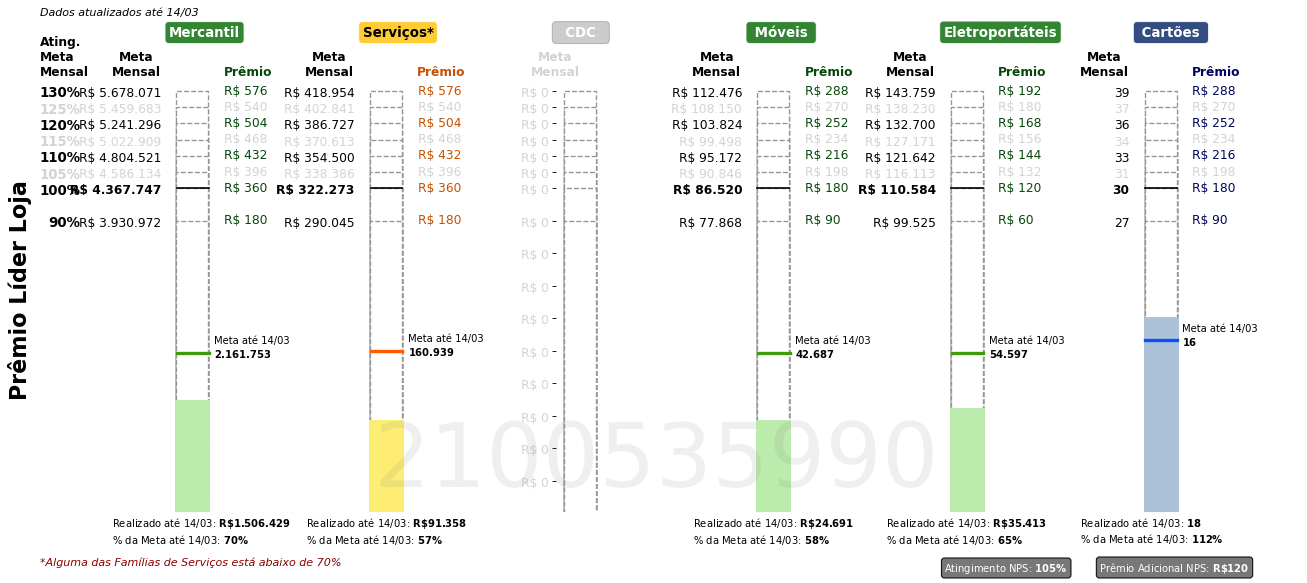 Dados atualizados até 14/03
Mercantil Serviços* CDC Móveis Eletroportáteis Cartões
Ating.
Meta Meta Meta Meta Meta Meta Meta
Mensal Mensal Prêmio Mensal Prêmio Mensal Mensal Prêmio Mensal Prêmio Mensal Prêmio
130% R$ 5.678.071 R$ 576 R$ 418.954 R$ 576 R$ 0 R$ 112.476 R$ 288 R$ 143.759 R$ 192 39 R$ 288
125% R$ 5.459.683 R$ 540 R$ 402.841 R$ 540 R$ 0 R$ 108.150 R$ 270 R$ 138.230 R$ 180 37 R$ 270
120% R$ 5.241.296 R$ 504 R$ 386.727 R$ 504 R$ 0 R$ 103.824 R$ 252 R$ 132.700 R$ 168 36 R$ 252
115% R$ 5.022.909 R$ 468 R$ 370.613 R$ 468 R$ 0 R$ 99.498 R$ 234 R$ 127.171 R$ 156 34 R$ 234
110% R$ 4.804.521 R$ 432 R$ 354.500 R$ 432 R$ 0 R$ 95.172 R$ 216 R$ 121.642 R$ 144 33 R$ 216
105% R$ 4.586.134 R$ 396 R$ 338.386 R$ 396 R$ 0 R$ 90.846 R$ 198 R$ 116.113 R$ 132 31 R$ 198
100% R$ 4.367.747 R$ 360 R$ 322.273 R$ 360 R$ 0 R$ 86.520 R$ 180 R$ 110.584 R$ 120 30 R$ 180
90% R$ 3.930.972 R$ 180 R$ 290.045 R$ 180 R$ 0 R$ 77.868 R$ 90 R$ 99.525 R$ 60 27 R$ 90
R$ 0
R$ 0
R$ 0
Meta até 14/03 Meta até 14/03 Meta até 14/03 Meta até 14/03 Meta até 14/03
2.161.753 160.939 R$ 0 42.687 54.597 16
R$ 0
R$ 0
R$ 0
R$ 0
Prêmio Líder Loja
2100535990
Realizado até 14/03: R$1.506.429 Realizado até 14/03: R$91.358 Realizado até 14/03: R$24.691 Realizado até 14/03: R$35.413 Realizado até 14/03: 18
% da Meta até 14/03: 70% % da Meta até 14/03: 57% % da Meta até 14/03: 58% % da Meta até 14/03: 65% % da Meta até 14/03: 112%
*Alguma das Famílias de Serviços está abaixo de 70% Atingimento NPS: 105% Prêmio Adicional NPS: R$120